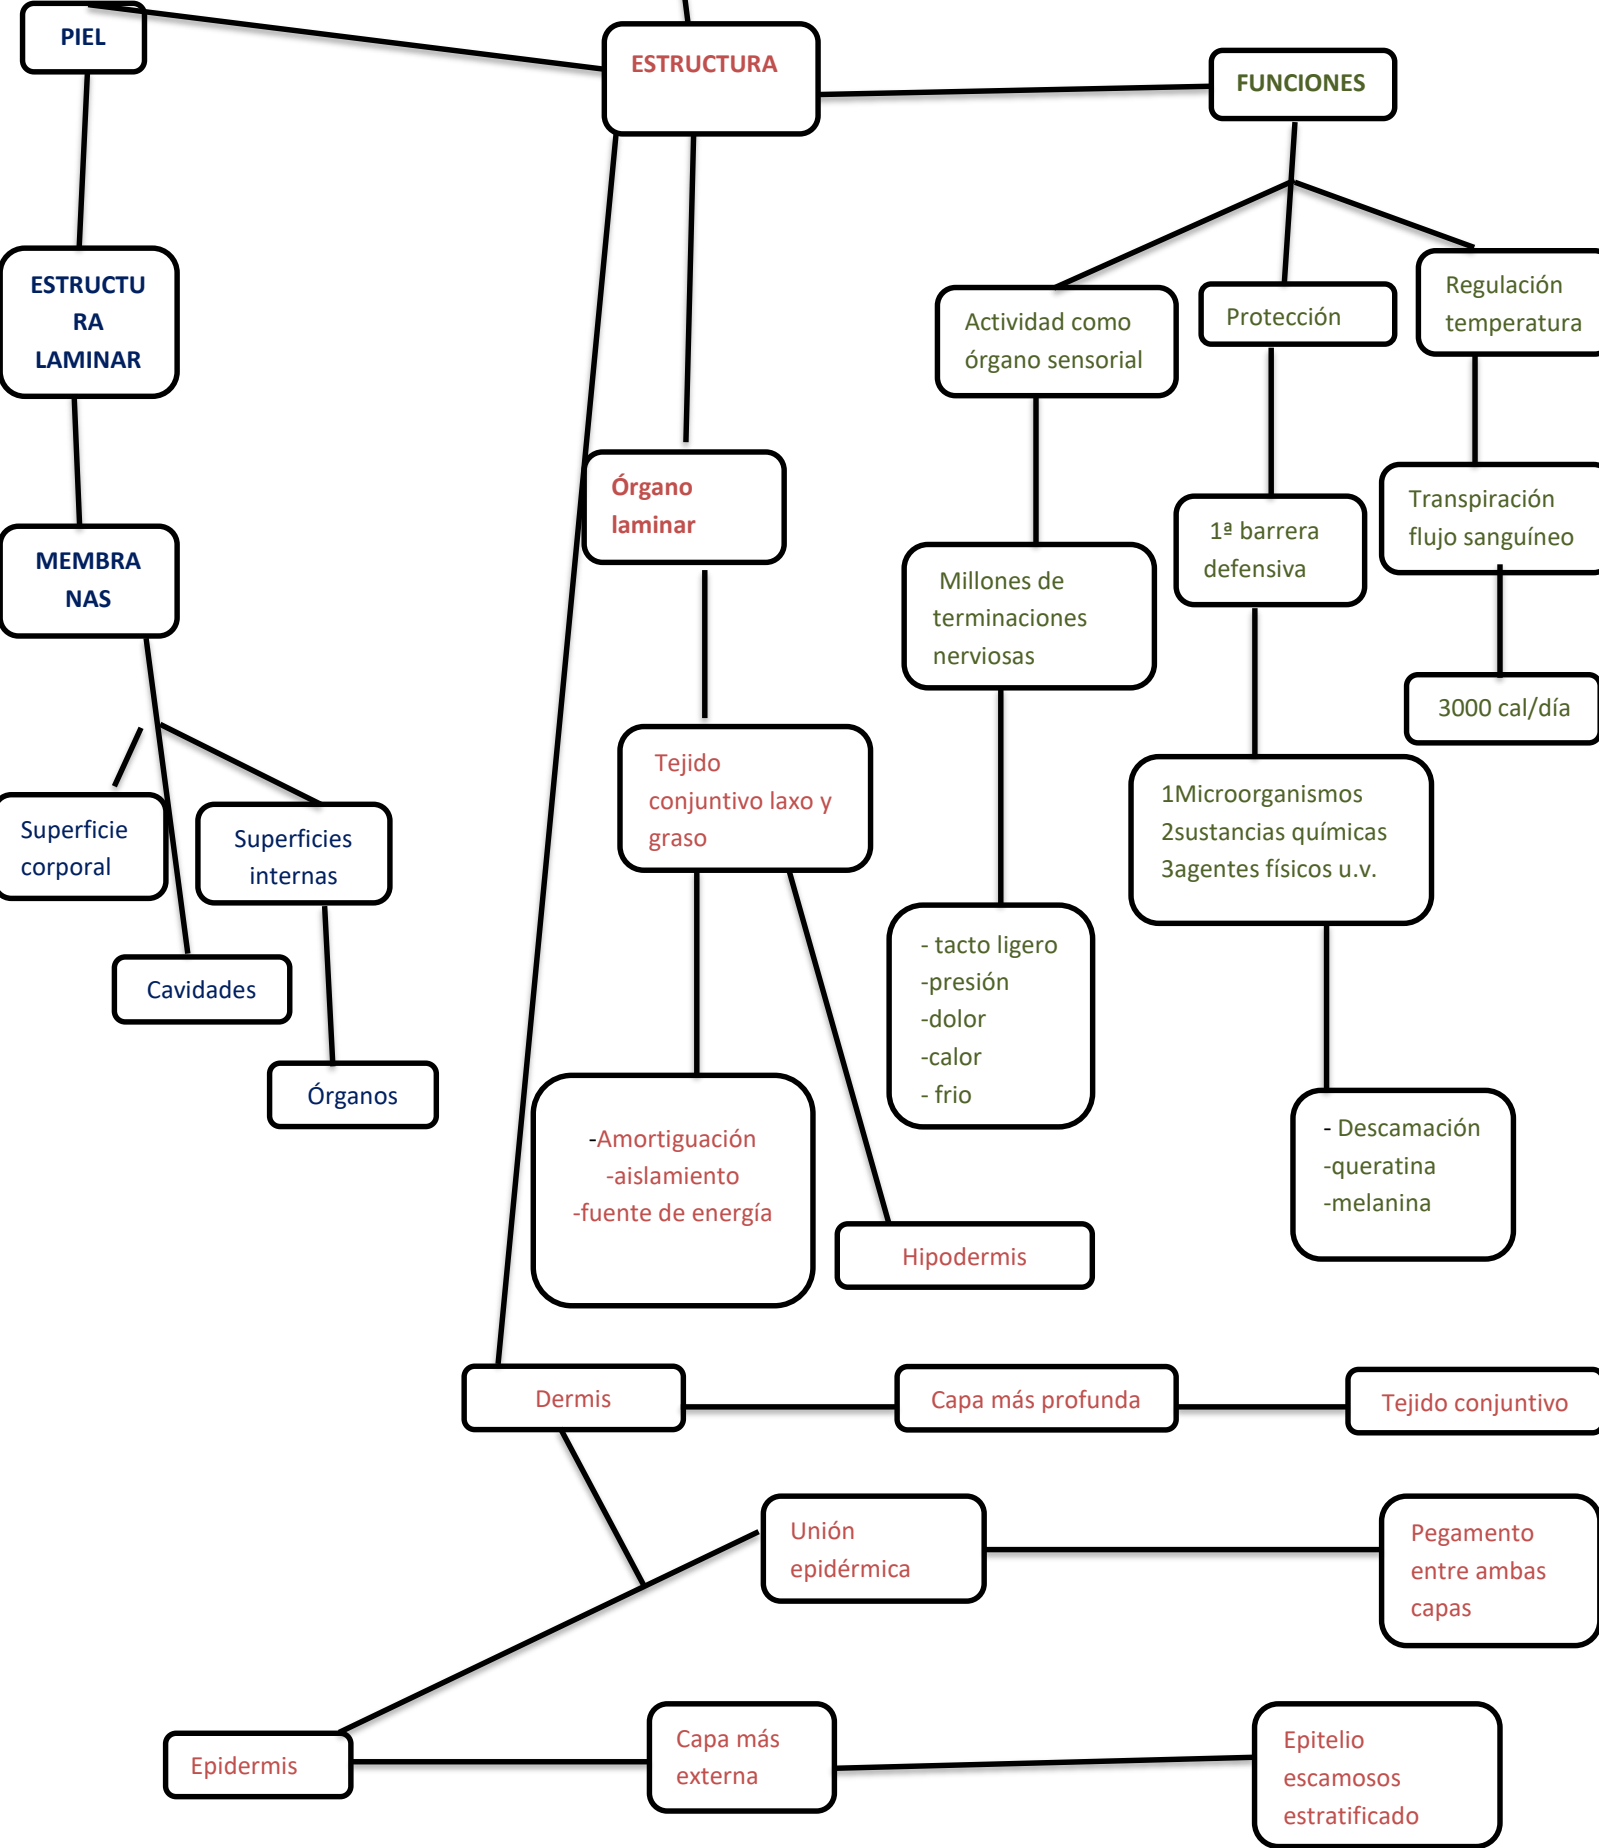 PIEL
ESTRUCTURA
FUNCIONES
ESTRUCTU
RA
LAMINAR
MEMBRA
NAS
Superficie
corporal
Superficies
internas
Cavidades
Órganos
Órgano
laminar
Tejido
conjuntivo laxo y
graso
-Amortiguación
-aislamiento
-fuente de energía
Hipodermis
Actividad como
órgano sensorial
Millones de
terminaciones
nerviosas
- tacto ligero
-presión
-dolor
-calor
- frio
Protección
1ª barrera
defensiva
1Microorganismos
2sustancias químicas
3agentes físicos u.v.
- Descamación
-queratina
-melanina
Regulación
temperatura
Transpiración
flujo sanguíneo
3000 cal/día
Dermis
Capa más profunda
Tejido conjuntivo
Unión
epidérmica
Pegamento
entre ambas
capas
Epidermis
Capa más
externa
Epitelio
escamosos
estratificado